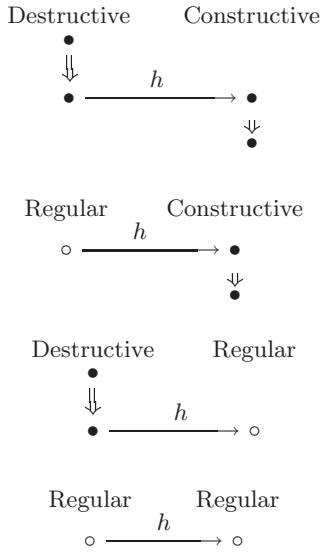 Destructive Constructive
h
Regular Constructive
h
Destructive Regular
h
Regular Regular
h